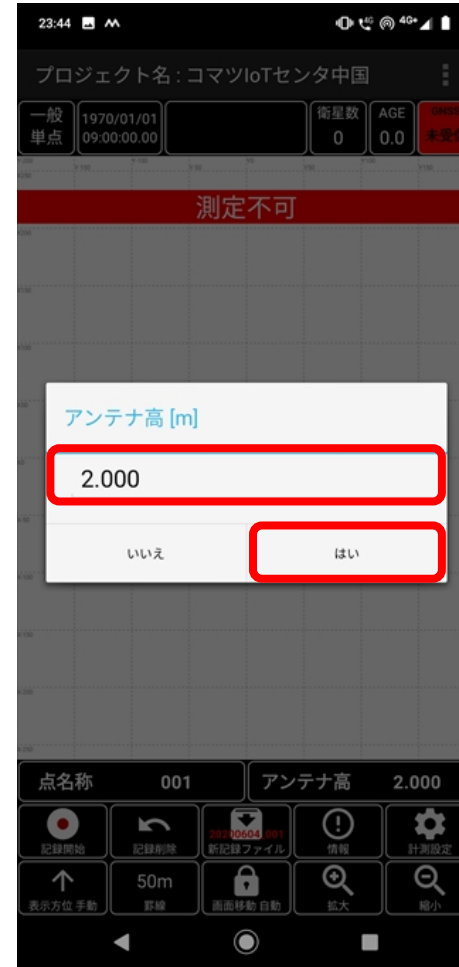 23:44 4G 4G+
プロジェクト名 : コマツIoTセンタ中国
一般 単点
1970/01/01 09:00:00.00
衛星数 0
AGE 0.0
GNSS 未受信
測定不可
アンテナ高 [m]
2.000
いいえ はい
点名称 001 アンテナ高 2.000
20200604_001
記録開始 記録削除 新記録ファイル 情報 計測設定
50m
表示方位 手動 罫線 画面移動 自動 拡大 縮小